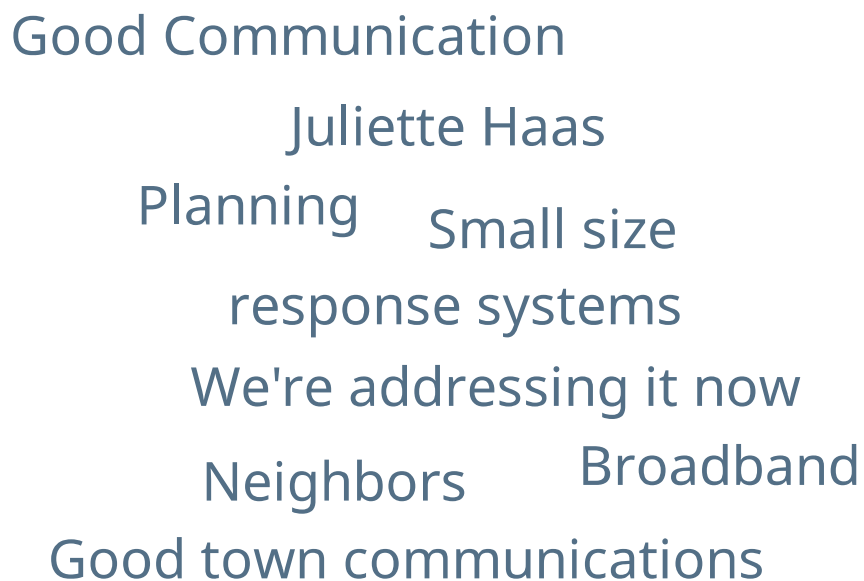 Good Communication
Juliette Haas
Planning
Small size
response systems
We're addressing it now
Broadband
Neighbors
Good town communications